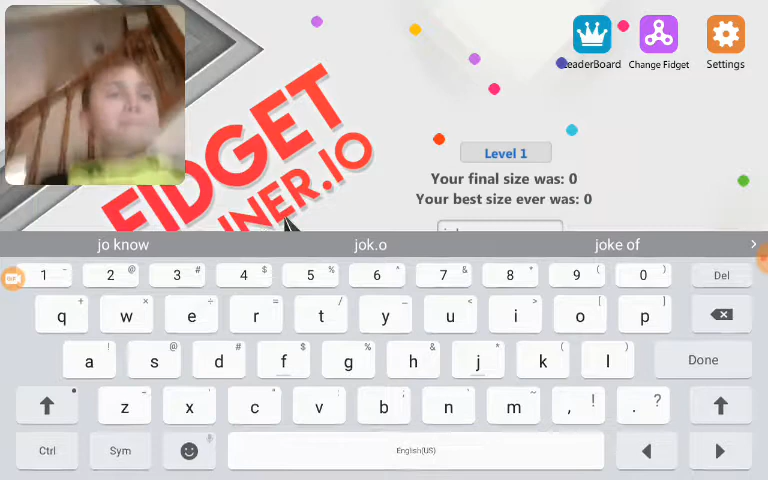 LeaderBoard
Change Fidget
Settings
FIDGET
INER.IO
Level 1
Your final size was: 0
Your best size ever was: 0
jo know jok.o joke of >
1 - 2 @ 3 # 4 $ 5 % 6 ^ 7 & 8 * 9 ( 0 ) Del
q + w × e ÷ r = t / y _ u < i > o [ p ]
a ! s @ d # f $ g % h & j * k ( l ) Done
z - x ' c " v : b ; n , m ~ , ! . ?
Ctrl Sym English(US)